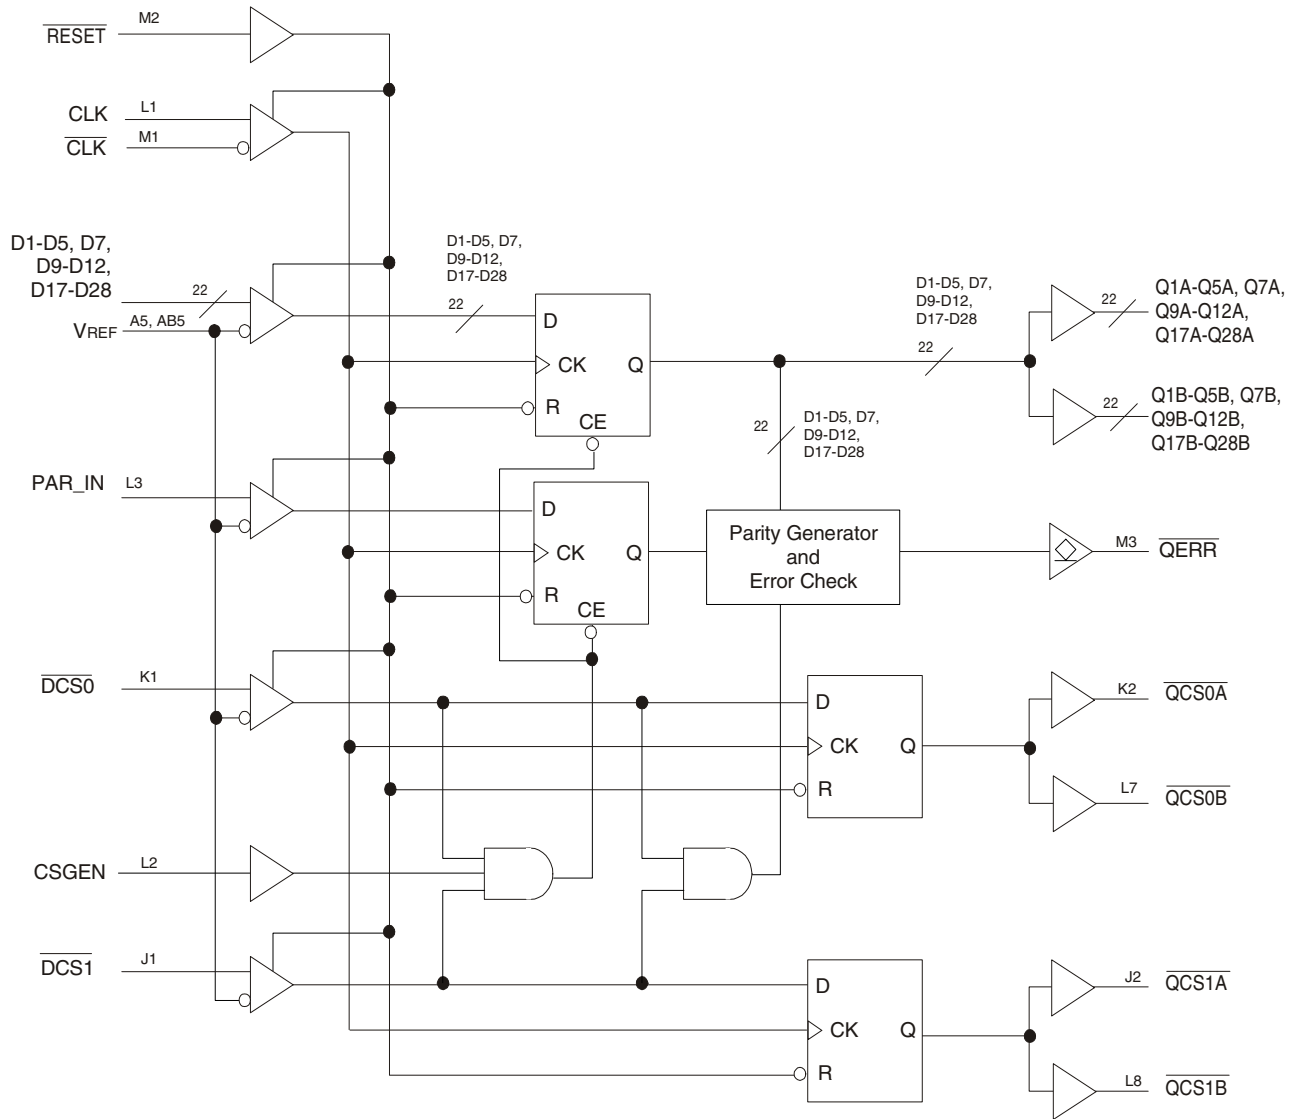 RESET
M2
CLK
L1
CLK
M1
D1-D5, D7,
D9-D12,
D17-D28
22
VREF
A5, AB5
D1-D5, D7,
D9-D12,
D17-D28
22
D
CK
Q
R
CE
D1-D5, D7,
D9-D12,
D17-D28
22
22
D1-D5, D7,
D9-D12,
D17-D28
22
Q1A-Q5A, Q7A,
Q9A-Q12A,
Q17A-Q28A
22
Q1B-Q5B, Q7B,
Q9B-Q12B,
Q17B-Q28B
PAR_IN
L3
D
CK
Q
R
CE
Parity Generator
and
Error Check
M3
QERR
DCS0
K1
D
CK
Q
R
K2
QCS0A
L7
QCS0B
CSGEN
L2
DCS1
J1
D
CK
Q
R
J2
QCS1A
L8
QCS1B